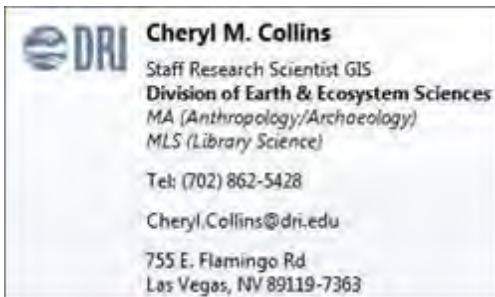 DRI
Cheryl M. Collins
Staff Research Scientist GIS
Division of Earth & Ecosystem Sciences
MA (Anthropology/Archaeology)
MLS (Library Science)
Tel: (702) 862-5428
Cheryl.Collins@dri.edu
755 E. Flamingo Rd
Las Vegas, NV 89119-7363